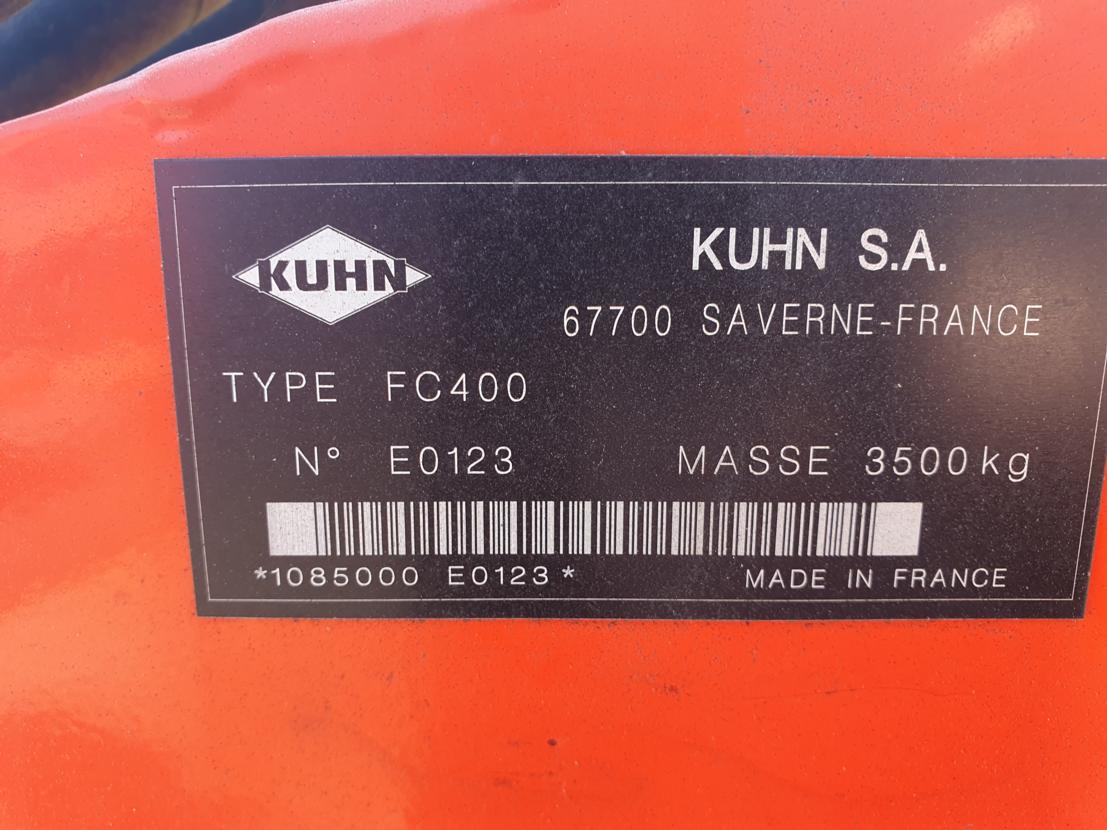 KUHN
KUHN S.A.
67700 SAVERNE-FRANCE
TYPE FC400
N° E0123 MASSE 3500kg
*1085000 E0123*
MADE IN FRANCE